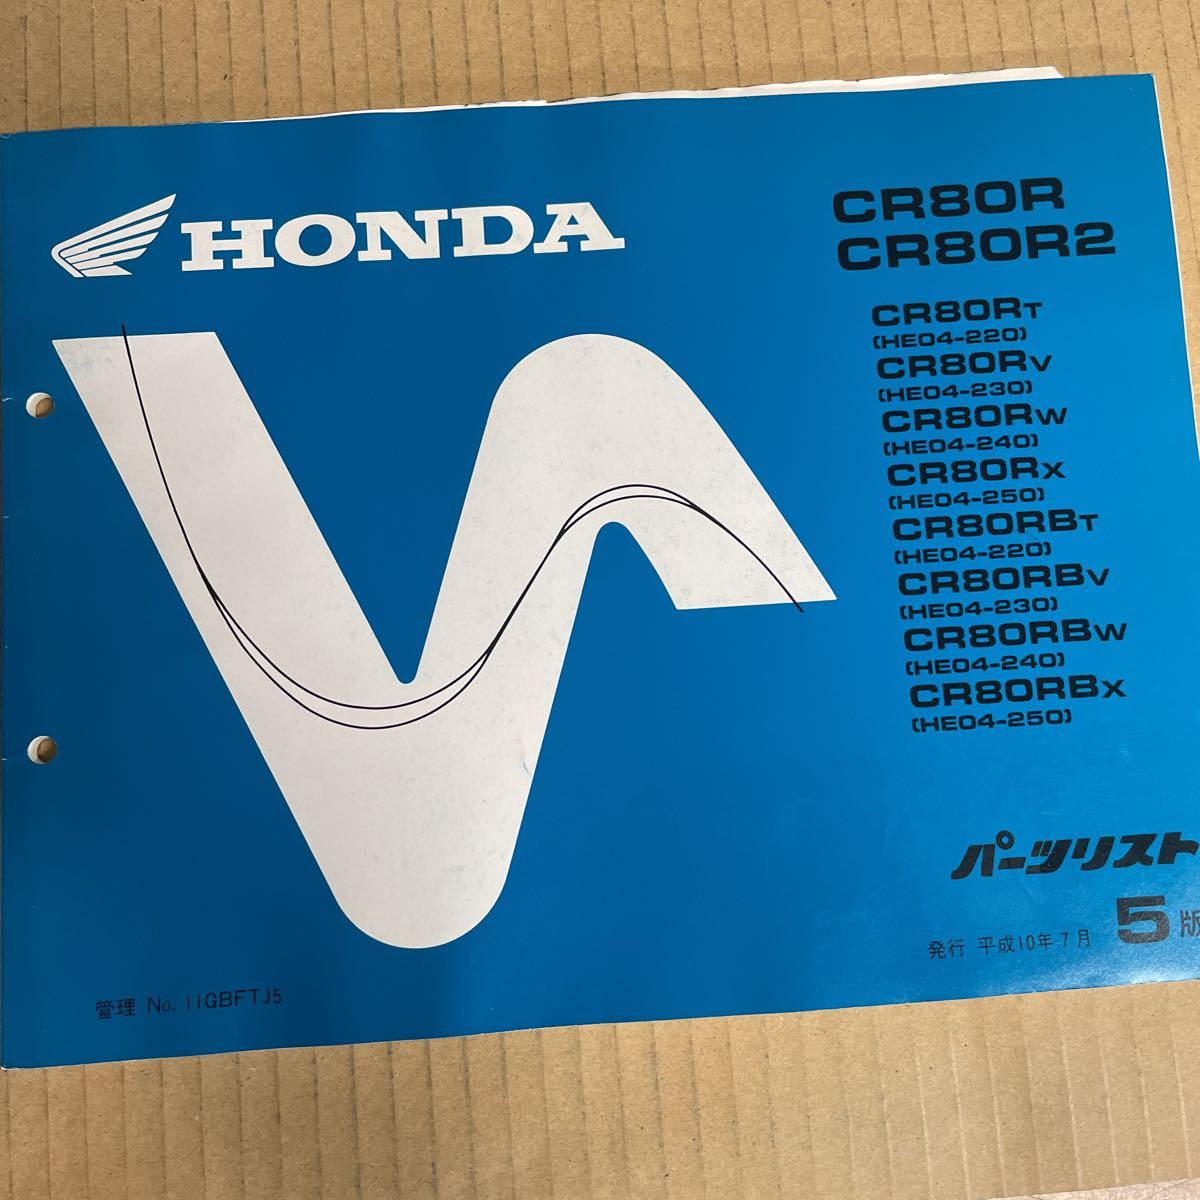 HONDA
CR80R
CR80R2
CR80RT
(HE04-220)
CR80RV
(HE04-230)
CR80RW
(HE04-240)
CR80RX
(HE04-250)
CR80RBT
(HE04-220)
CR80RBV
(HE04-230)
CR80RBW
(HE04-240)
CR80RBX
(HE04-250)
パーツリスト
発行 平成10年7月 5版
管理 No. 11GBFTJ5